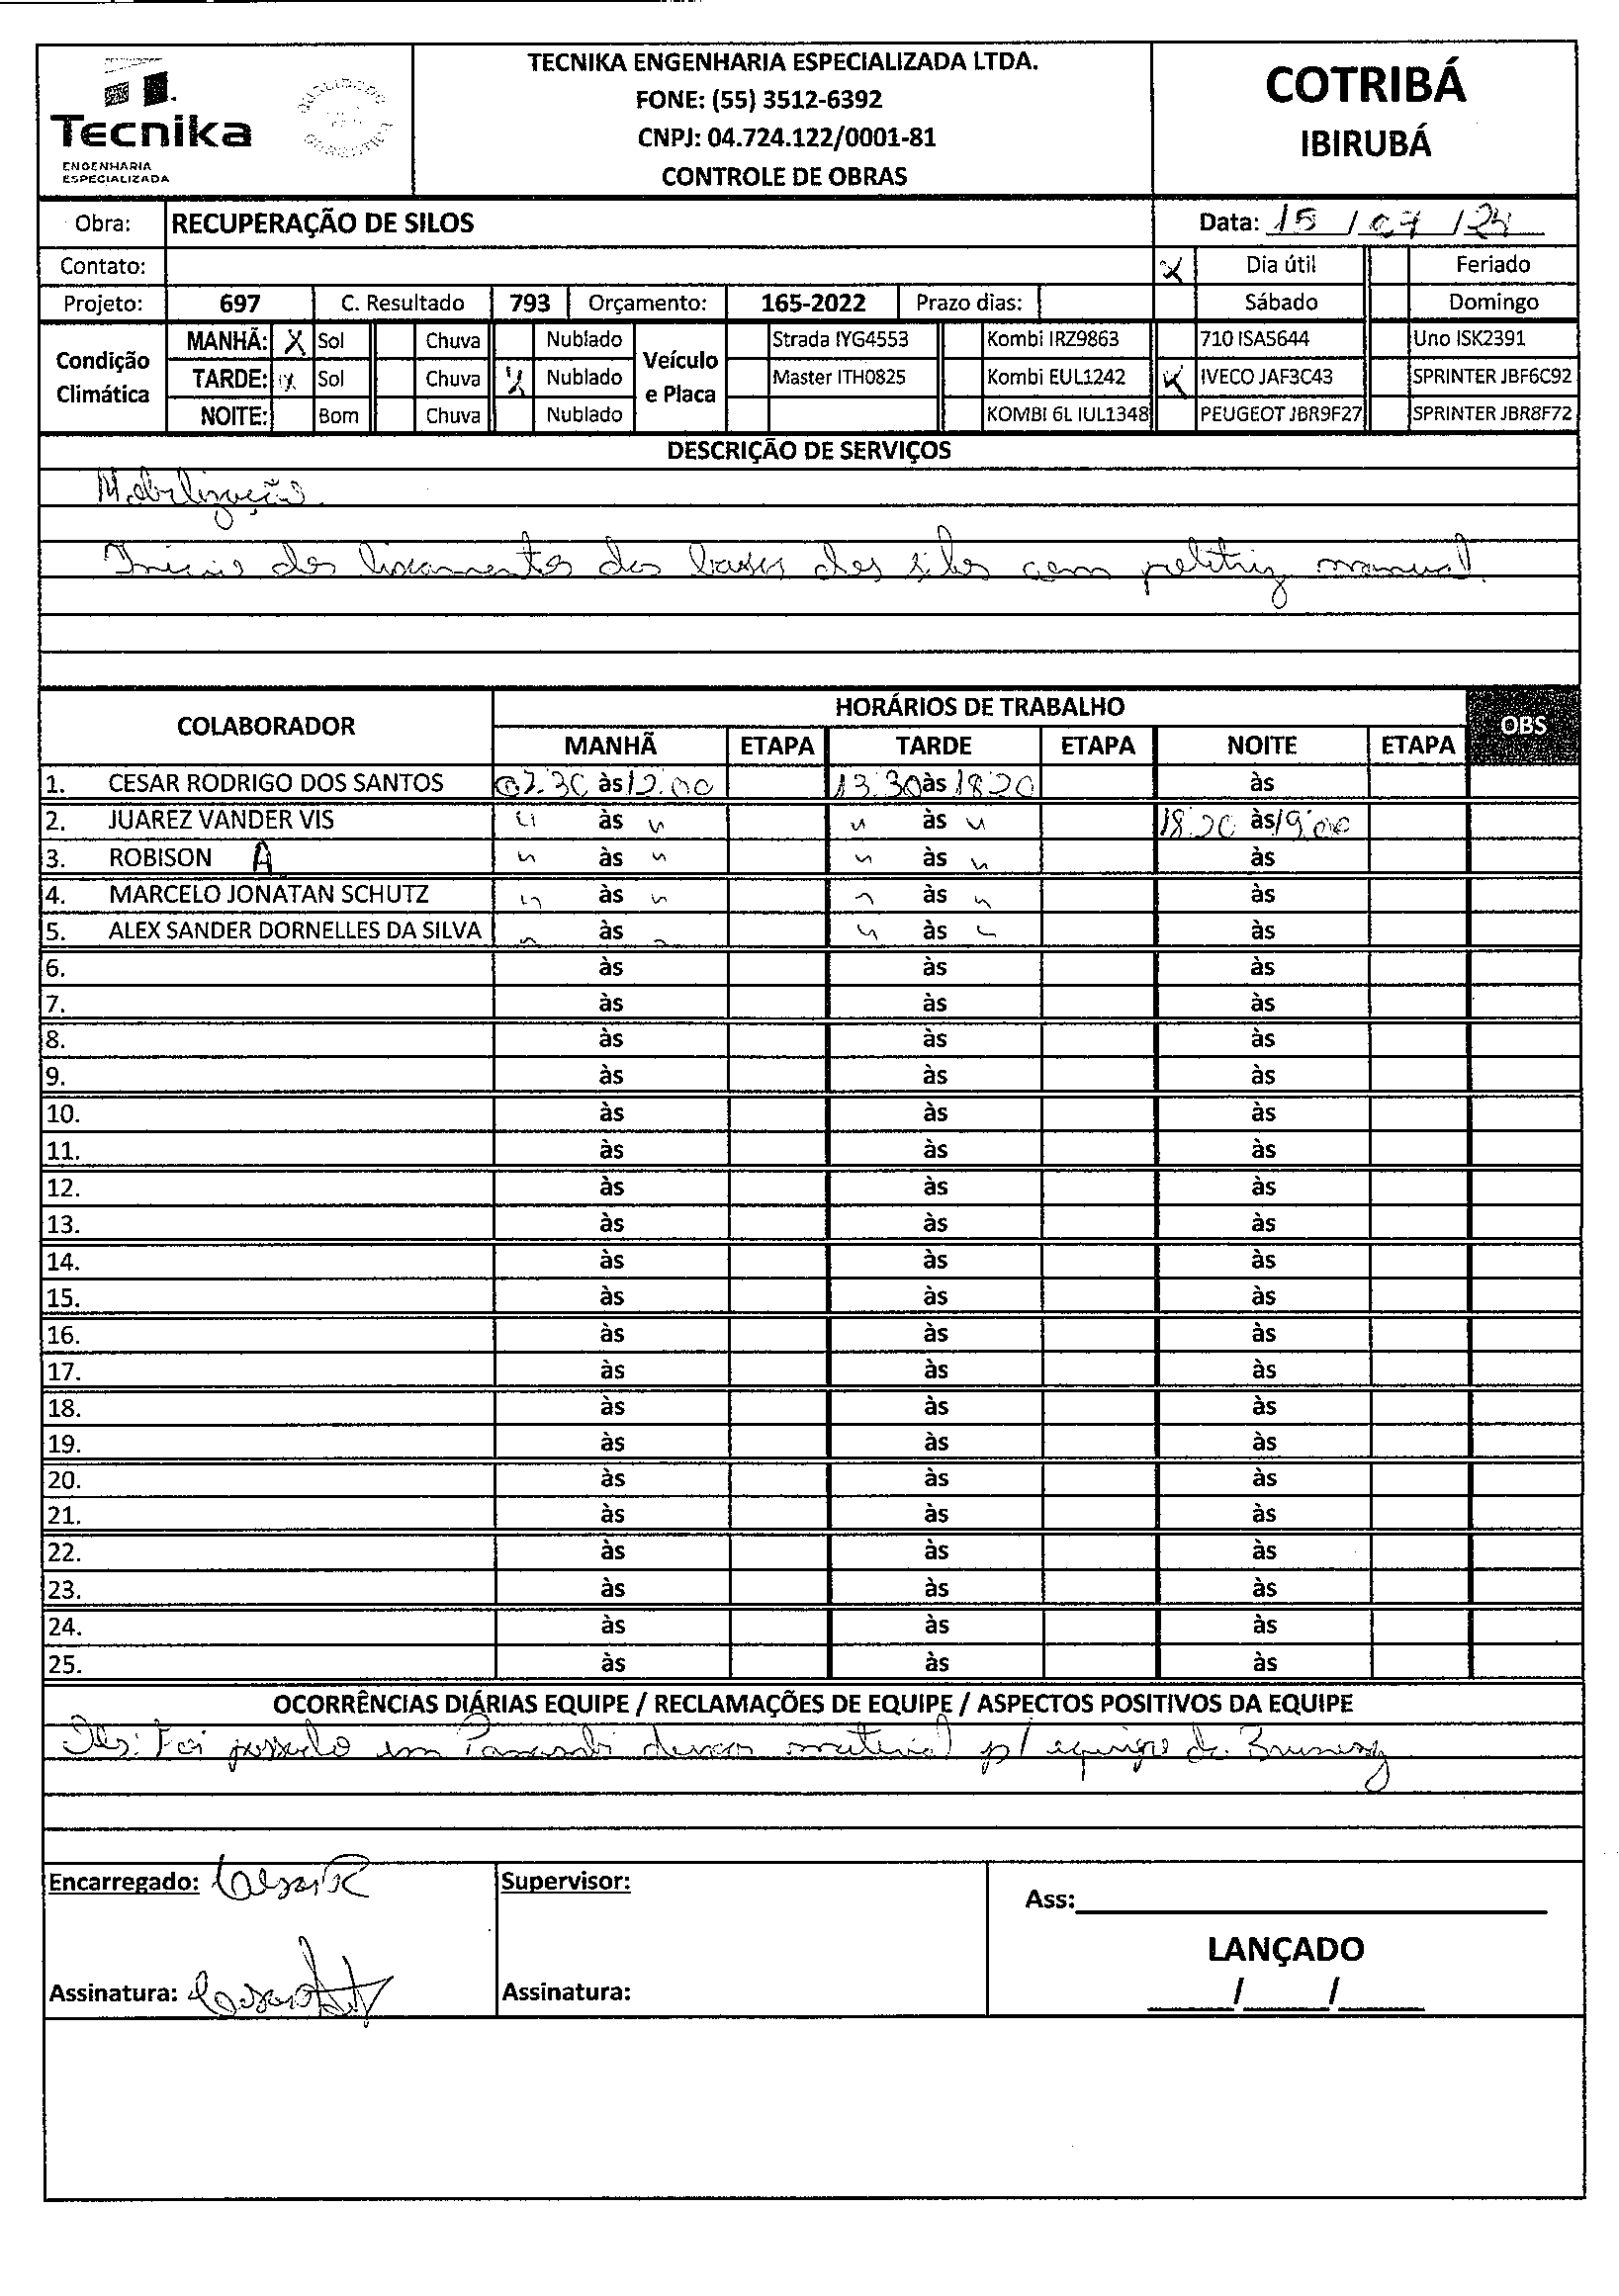 TECNIKA ENGENHARIA ESPECIALIZADA LTDA.
FONE: (55) 3512-6392
CNPJ: 04.724.122/0001-81
CONTROLE DE OBRAS
Tecnika
ENGENHARIA
ESPECIALIZADA
COTRIBÁ
IBIRUBÁ
Obra: RECUPERAÇÃO DE SILOS Data: 15 / 07 / 24
Contato: X Dia útil Feriado
Projeto: 697 C. Resultado 793 Orçamento: 165-2022 Prazo dias: Sábado Domingo
Condição Climática
MANHÃ: X Sol Chuva Nublado
TARDE: X Sol Chuva X Nublado
NOITE: Bom Chuva Nublado
Veículo e Placa
Strada IYG4553 Kombi IRZ9863 710 ISA5644 Uno ISK2391
Master ITH0825 Kombi EUL1242 X IVECO JAF3C43 SPRINTER JBF6C92
KOMBI 6L IUL1348 PEUGEOT JBR9F27 SPRINTER JBR8F72
DESCRIÇÃO DE SERVIÇOS
Mobilização
Inicio dos lixamentos das bases dos silos com politriz manual.
COLABORADOR HORÁRIOS DE TRABALHO OBS
MANHÃ ETAPA TARDE ETAPA NOITE ETAPA
1. CESAR RODRIGO DOS SANTOS 07:30 às 12:00 13:30 às 18:20 às
2. JUAREZ VANDER VIS " às " " às " 18:20 às 19:00
3. ROBISON A " às " " às " às
4. MARCELO JONATAN SCHUTZ " às " " às " às
5. ALEX SANDER DORNELLES DA SILVA " às " " às " às
6. às às às
7. às às às
8. às às às
9. às às às
10. às às às
11. às às às
12. às às às
13. às às às
14. às às às
15. às às às
16. às às às
17. às às às
18. às às às
19. às às às
20. às às às
21. às às às
22. às às às
23. às às às
24. às às às
25. às às às
OCORRÊNCIAS DIÁRIAS EQUIPE / RECLAMAÇÕES DE EQUIPE / ASPECTOS POSITIVOS DA EQUIPE
Obs: Foi passado em Panambi material p/ equipe do
Encarregado: Cesar R
Supervisor:
Ass:
LANÇADO
Assinatura:
Assinatura:
___/___/___